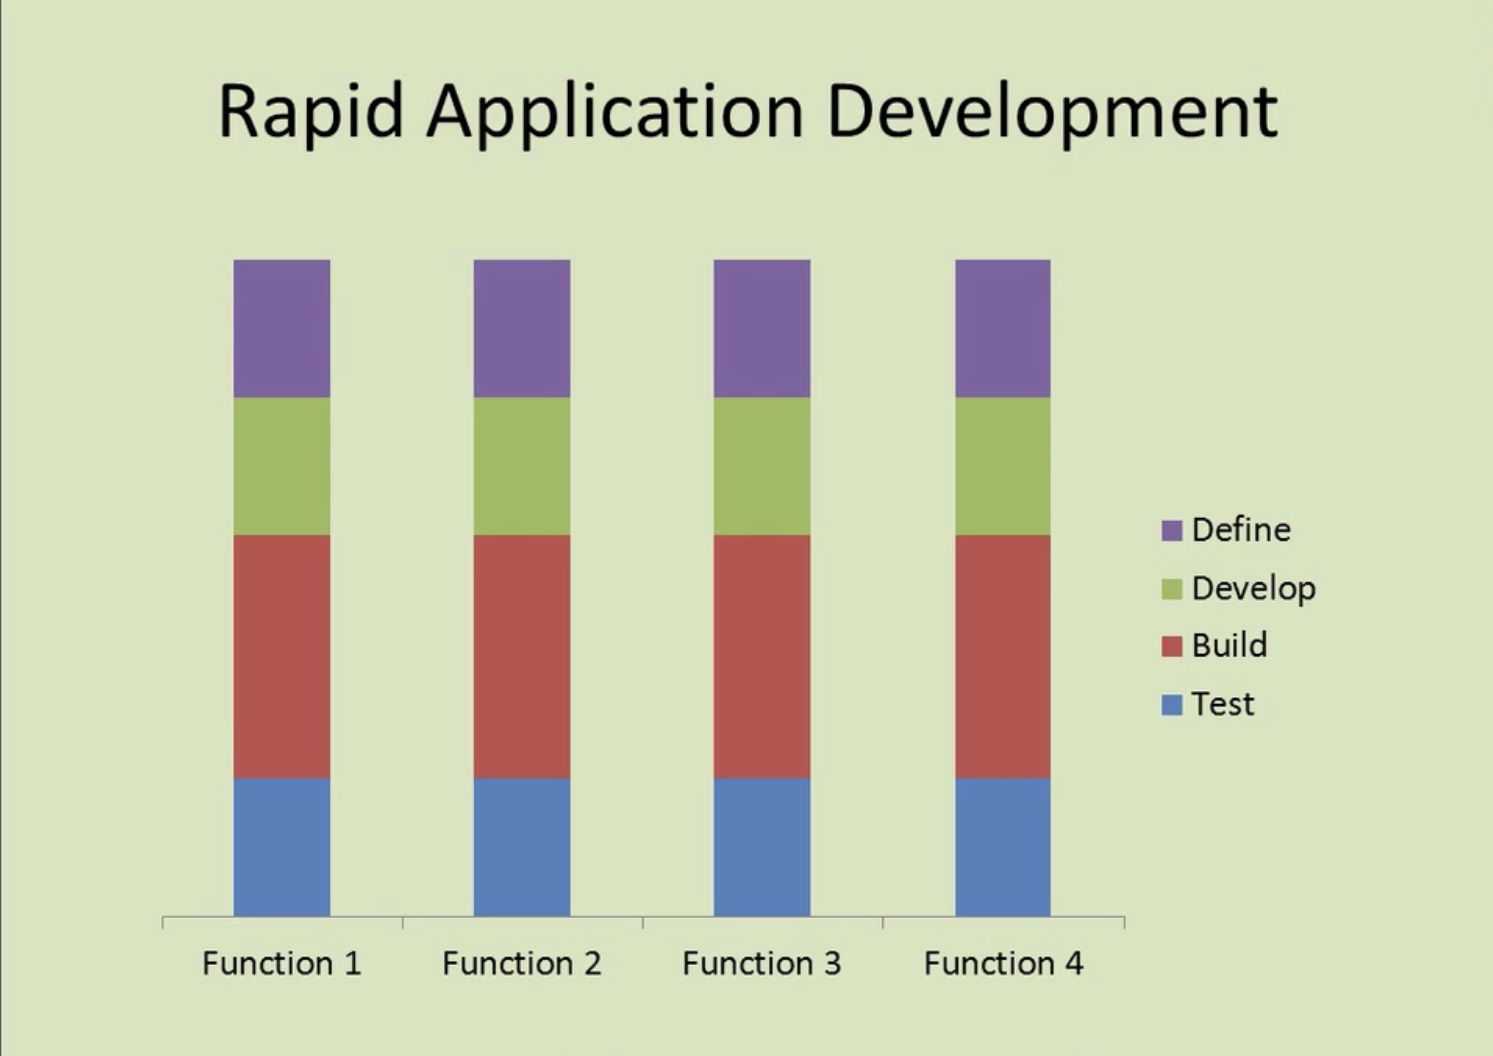 Rapid Application Development
Define
Develop
Build
Test
Function 1
Function 2
Function 3
Function 4